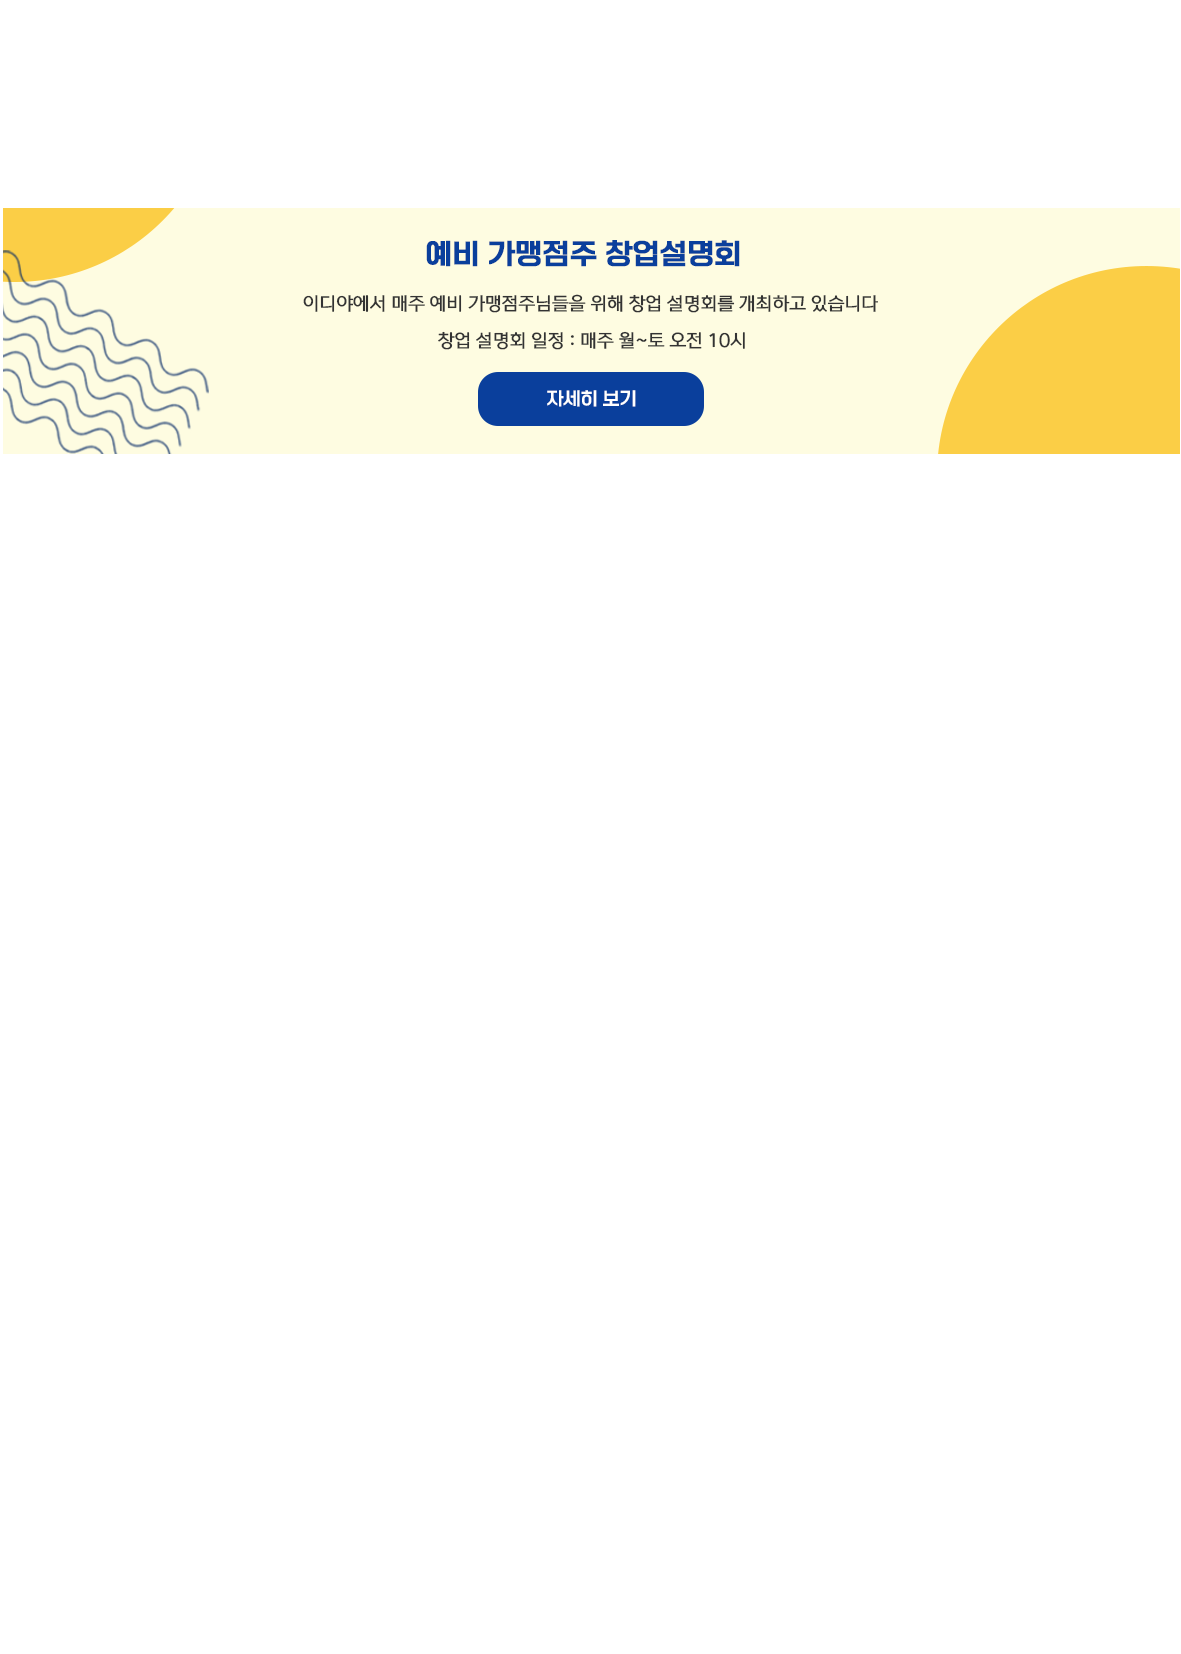 예비 가맹점주 창업설명회
이디야에서 매주 예비 가맹점주님들을 위해 창업 설명회를 개최하고 있습니다
창업 설명회 일정 : 매주 월~토 오전 10시
자세히 보기